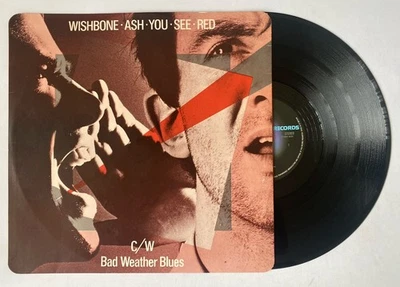 WISHBONE · ASH · YOU · SEE · RED
C/W
Bad Weather Blues
RECORDS